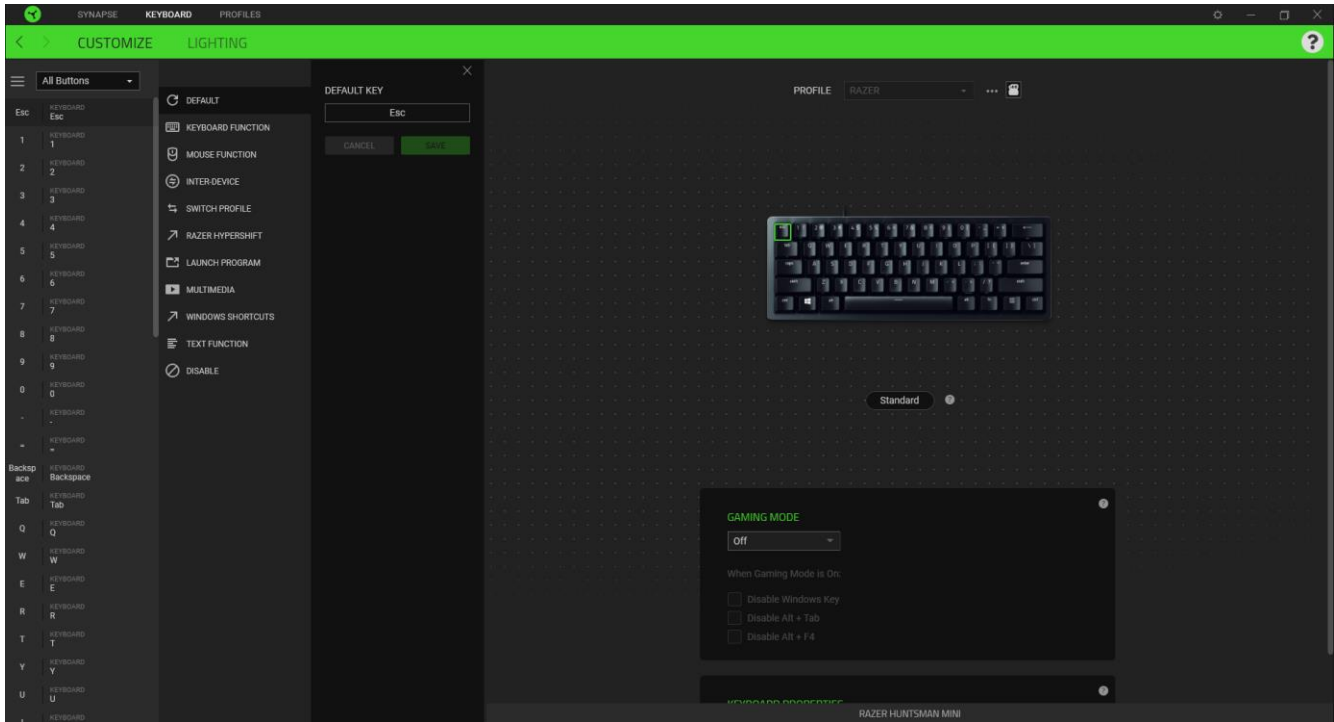 SYNAPSE KEYBOARD PROFILES
CUSTOMIZE LIGHTING
All Buttons
DEFAULT
KEYBOARD FUNCTION
MOUSE FUNCTION
INTER-DEVICE
SWITCH PROFILE
RAZER HYPERSHIFT
LAUNCH PROGRAM
MULTIMEDIA
WINDOWS SHORTCUTS
TEXT FUNCTION
DISABLE
DEFAULT KEY
Esc
CANCEL SAVE
PROFILE RAZER
Esc KEYBOARD
Esc
1 KEYBOARD
1
2 KEYBOARD
2
3 KEYBOARD
3
4 KEYBOARD
4
5 KEYBOARD
5
6 KEYBOARD
6
7 KEYBOARD
7
8 KEYBOARD
8
9 KEYBOARD
9
0 KEYBOARD
0
- KEYBOARD
-
= KEYBOARD
=
Backsp KEYBOARD
ace Backspace
Tab KEYBOARD
Tab
Q KEYBOARD
Q
W KEYBOARD
W
E KEYBOARD
E
R KEYBOARD
R
T KEYBOARD
T
Y KEYBOARD
Y
U KEYBOARD
U
KEYBOARD
Standard
GAMING MODE
Off
When Gaming Mode is On:
Disable Windows Key
Disable Alt + Tab
Disable Alt + F4
KEYBOARD PROPERTIES
RAZER HUNTSMAN MINI